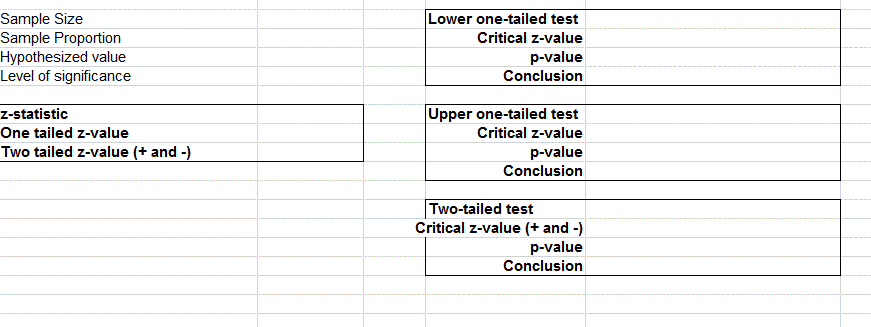 Sample Size
Sample Proportion
Hypothesized value
Level of significance
z-statistic
One tailed z-value
Two tailed z-value (+ and -)
Lower one-tailed test
Critical z-value
p-value
Conclusion
Upper one-tailed test
Critical z-value
p-value
Conclusion
Two-tailed test
Critical z-value (+ and -)
p-value
Conclusion